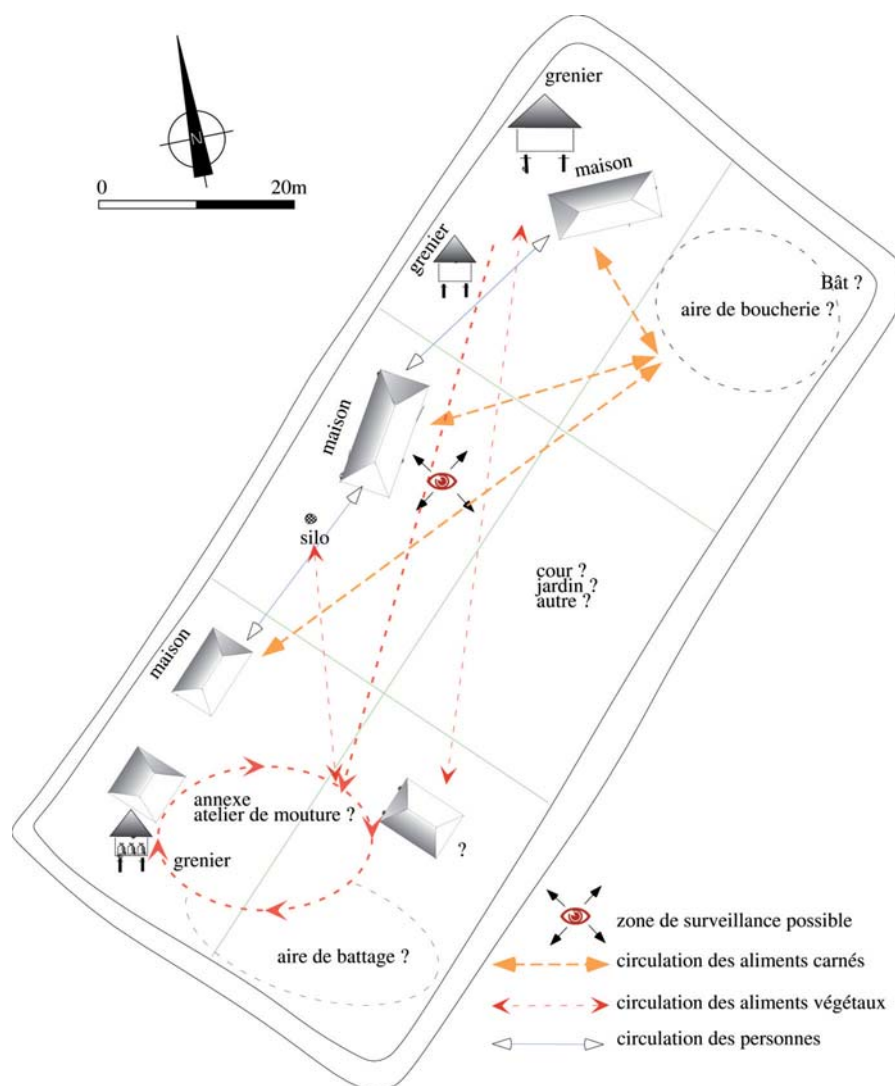 grenier
N
0 20m
maison
grenier
Bât ?
aire de boucherie ?
maison
silo
cour ?
jardin ?
autre ?
maison
annexe
atelier de mouture ?
?
grenier
aire de battage ?
zone de surveillance possible
circulation des aliments carnés
circulation des aliments végétaux
circulation des personnes